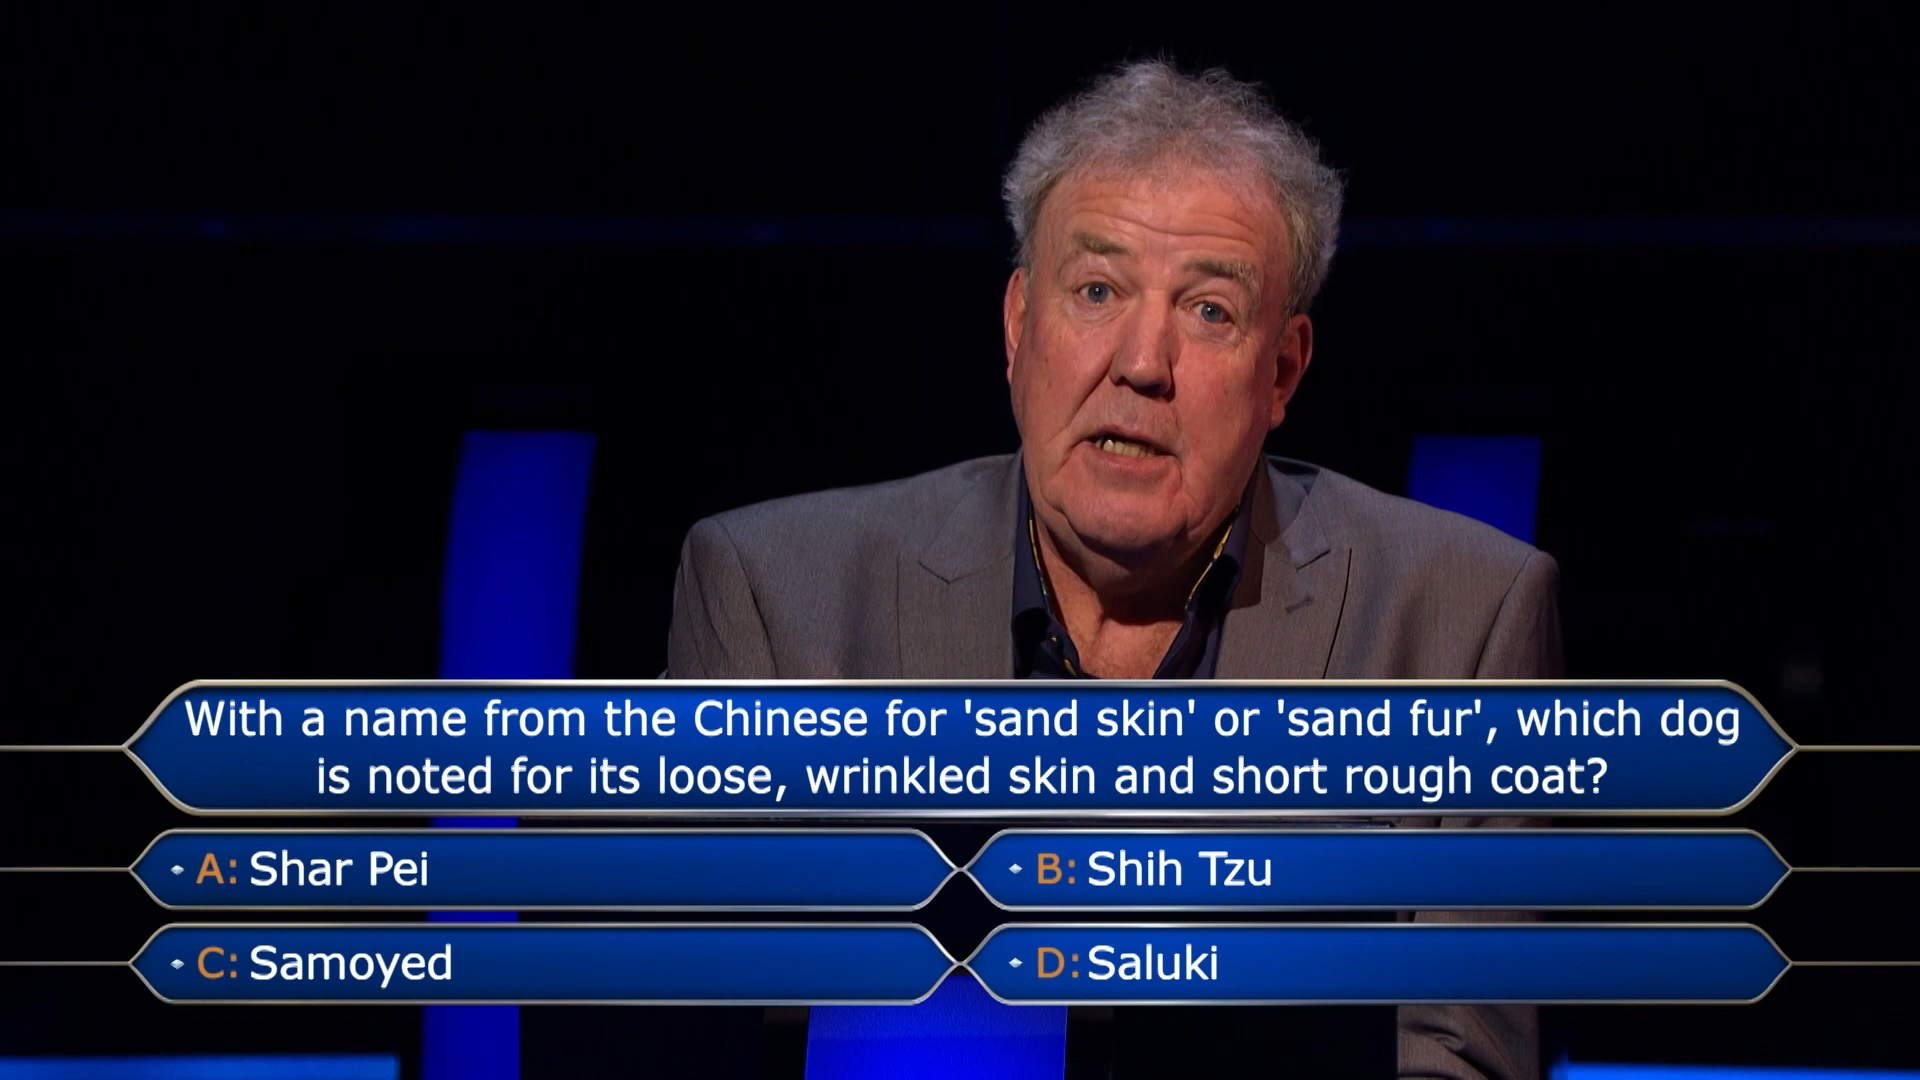 With a name from the Chinese for 'sand skin' or 'sand fur', which dog
is noted for its loose, wrinkled skin and short rough coat?
A: Shar Pei
B: Shih Tzu
C: Samoyed
D: Saluki